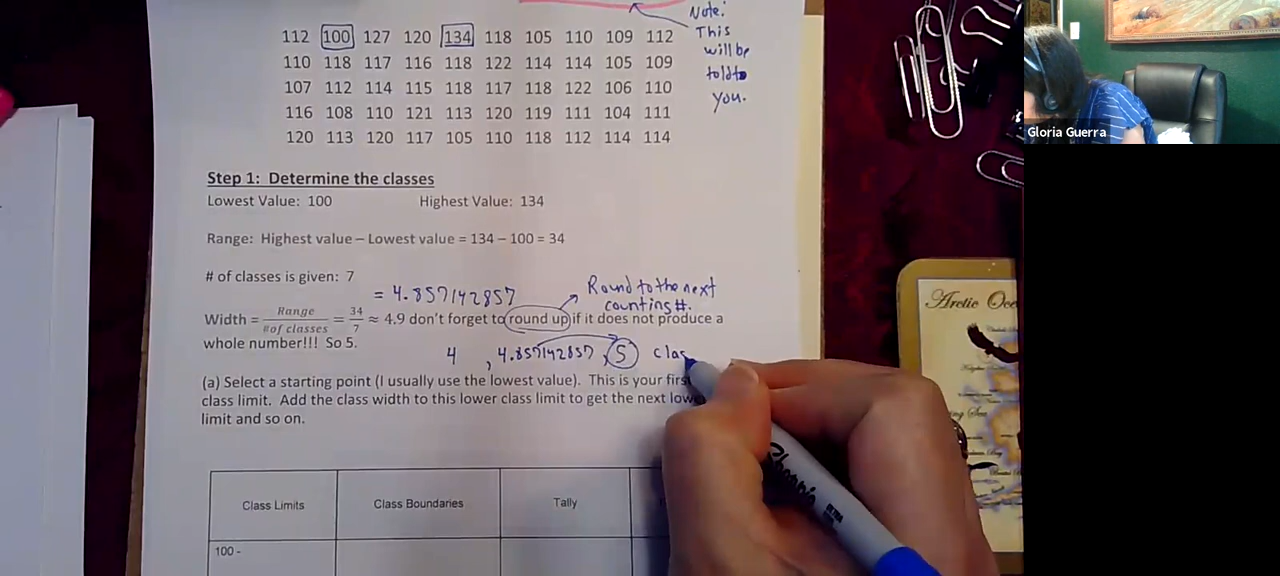 Note:
This
will be
told to
you.
112 100 127 120 134 118 105 110 109 112
110 118 117 116 118 122 114 114 105 109
107 112 114 115 118 117 118 122 106 110
116 108 110 121 113 120 119 111 104 111
120 113 120 117 105 110 118 112 114 114
Gloria Guerra
Step 1: Determine the classes
Lowest Value: 100 Highest Value: 134
Range: Highest value – Lowest value = 134 – 100 = 34
# of classes is given: 7
= 4.857142857
Round to the next
counting #.
Width = Range / # of classes = 34 / 7 ≈ 4.9 don't forget to round up if it does not produce a
whole number!!! So 5.
4 , 4.857142857, 5 clas
(a) Select a starting point (I usually use the lowest value). This is your first
class limit. Add the class width to this lower class limit to get the next
limit and so on.
Class Limits Class Boundaries Tally
100 -
Sharpie
Arctic